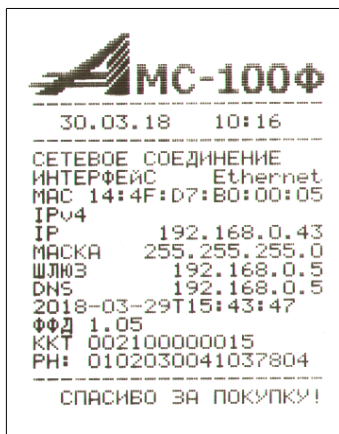 АМС-100Ф
30.03.18 10:16
СЕТЕВОЕ СОЕДИНЕНИЕ
ИНТЕРФЕЙС Ethernet
MAC 14:4F:D7:B0:00:05
IPv4
IP 192.168.0.43
МАСКА 255.255.255.0
ШЛЮЗ 192.168.0.5
DNS 192.168.0.5
2018-03-29T15:43:47
ФФД 1.05
ККТ 002100000015
РН: 0102030041037804
СПАСИБО ЗА ПОКУПКУ!